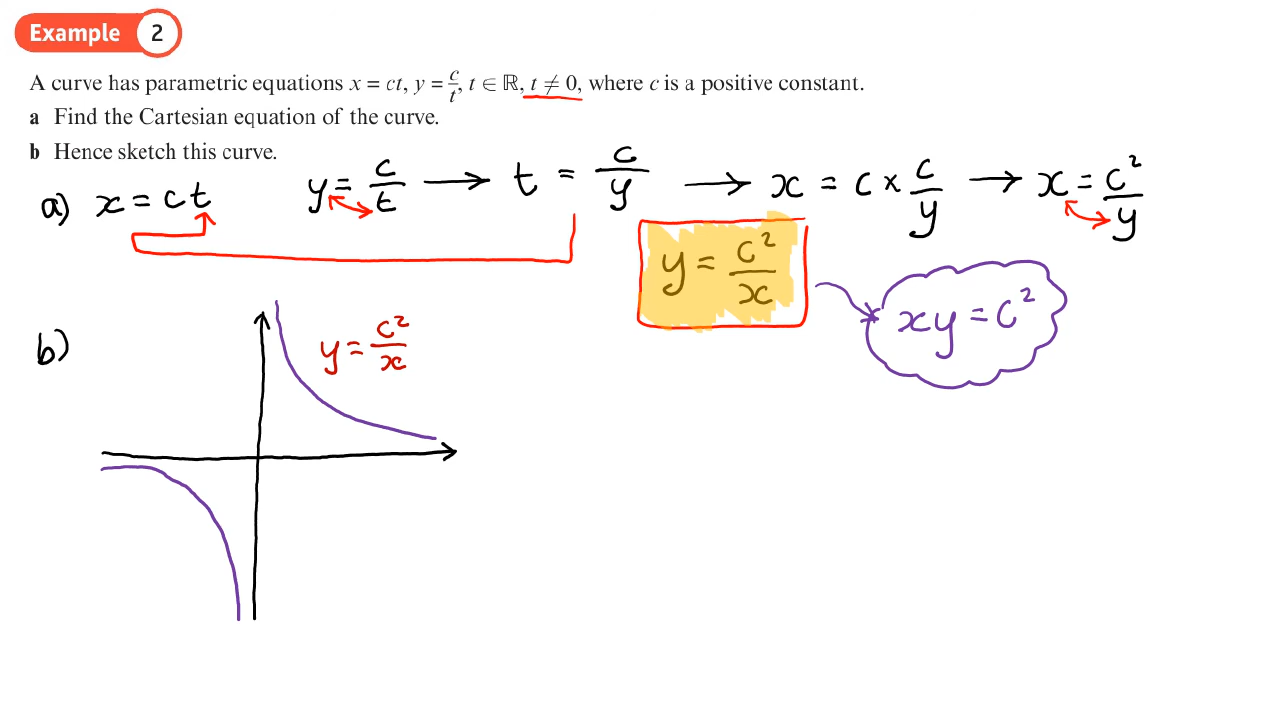 Example 2
A curve has parametric equations x = ct, y = c/t, t ∈ ℝ, t ≠ 0, where c is a positive constant.
a Find the Cartesian equation of the curve.
b Hence sketch this curve.
a) x = ct y = c/t → t = c/y → x = c × c/y → x = c²/y
y = c²/x
xy = c²
b) y = c²/x